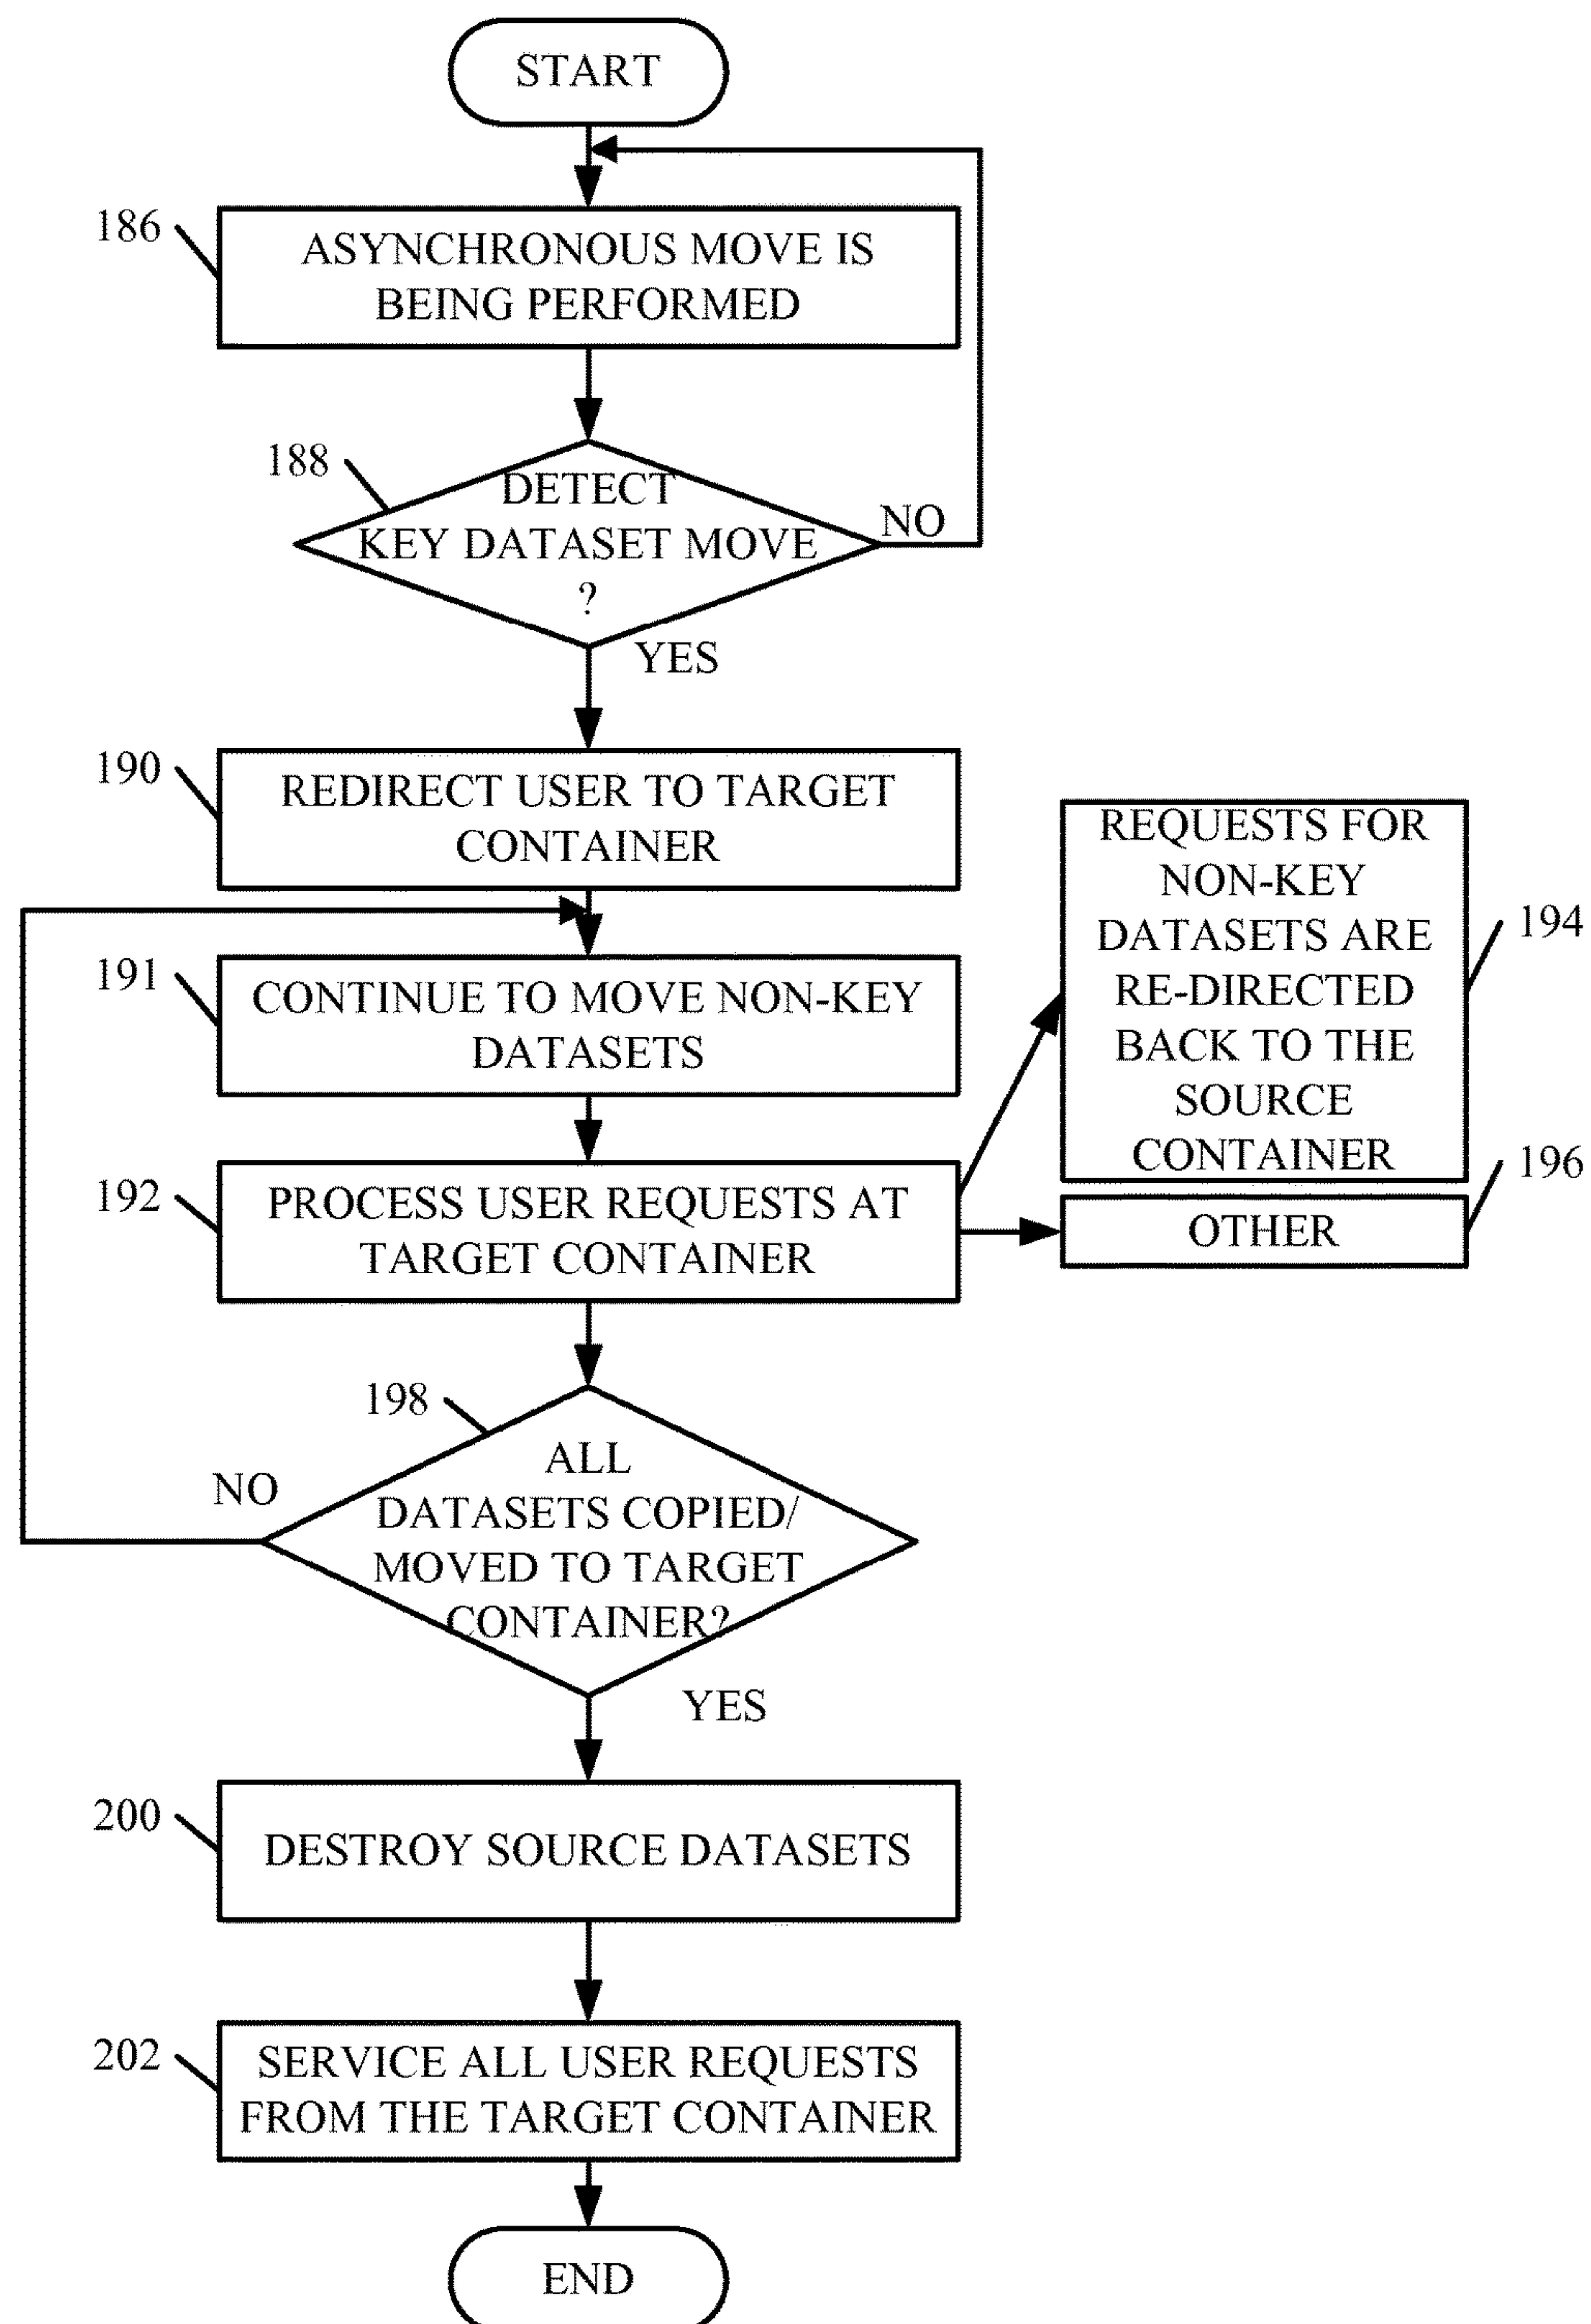 START
186
ASYNCHRONOUS MOVE IS
BEING PERFORMED
188
DETECT
KEY DATASET MOVE
?
NO
YES
190
REDIRECT USER TO TARGET
CONTAINER
191
CONTINUE TO MOVE NON-KEY
DATASETS
192
PROCESS USER REQUESTS AT
TARGET CONTAINER
REQUESTS FOR
NON-KEY
DATASETS ARE
RE-DIRECTED
BACK TO THE
SOURCE
CONTAINER
194
OTHER
196
198
ALL
DATASETS COPIED/
MOVED TO TARGET
CONTAINER?
NO
YES
200
DESTROY SOURCE DATASETS
202
SERVICE ALL USER REQUESTS
FROM THE TARGET CONTAINER
END